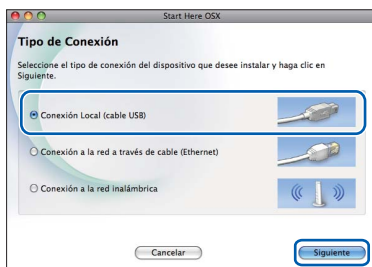 Start Here OSX
Tipo de Conexión
Seleccione el tipo de conexión del dispositivo que desee instalar y haga clic en
Siguiente.
Conexión Local (cable USB)
Conexión a la red a través de cable (Ethernet)
Conexión a la red inalámbrica
Cancelar
Siguiente